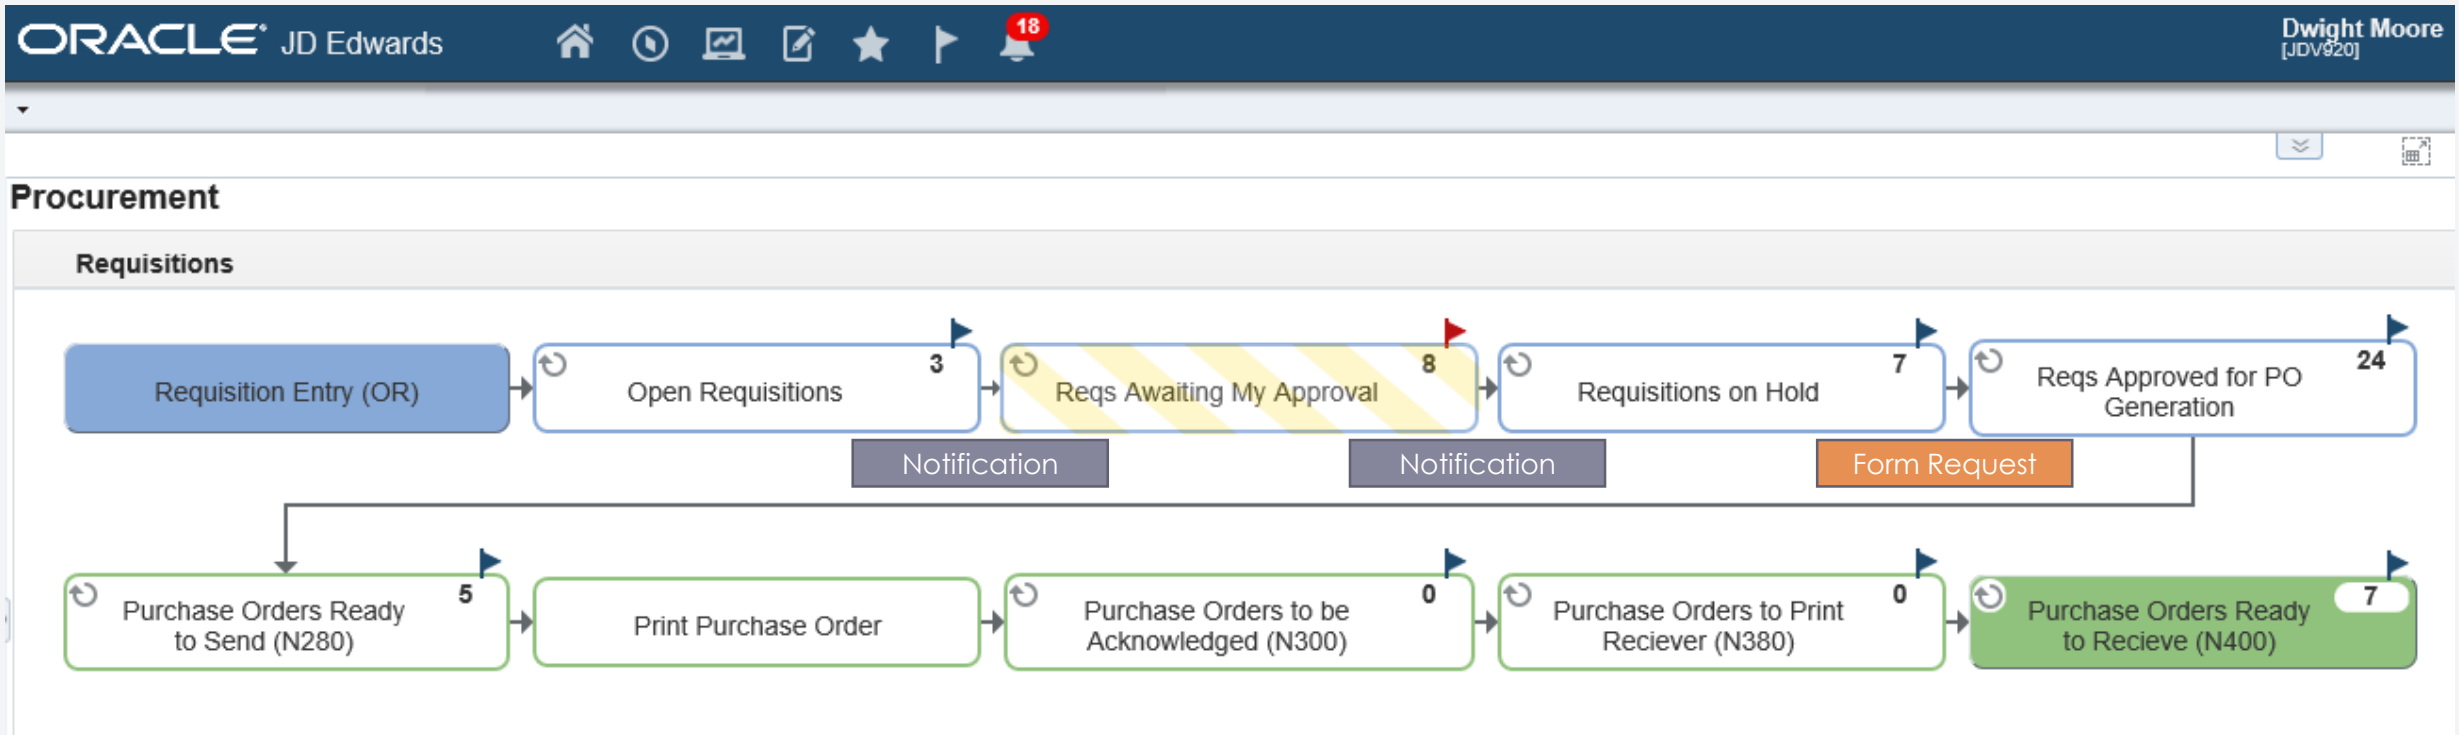 ORACLE JD Edwards
18
Dwight Moore
[JDV920]
Procurement
Requisitions
Requisition Entry (OR)
3
Open Requisitions
8
Reqs Awaiting My Approval
7
Requisitions on Hold
24
Reqs Approved for PO
Generation
Notification
Notification
Form Request
5
Purchase Orders Ready
to Send (N280)
Print Purchase Order
0
Purchase Orders to be
Acknowledged (N300)
0
Purchase Orders to Print
Reciever (N380)
7
Purchase Orders Ready
to Recieve (N400)